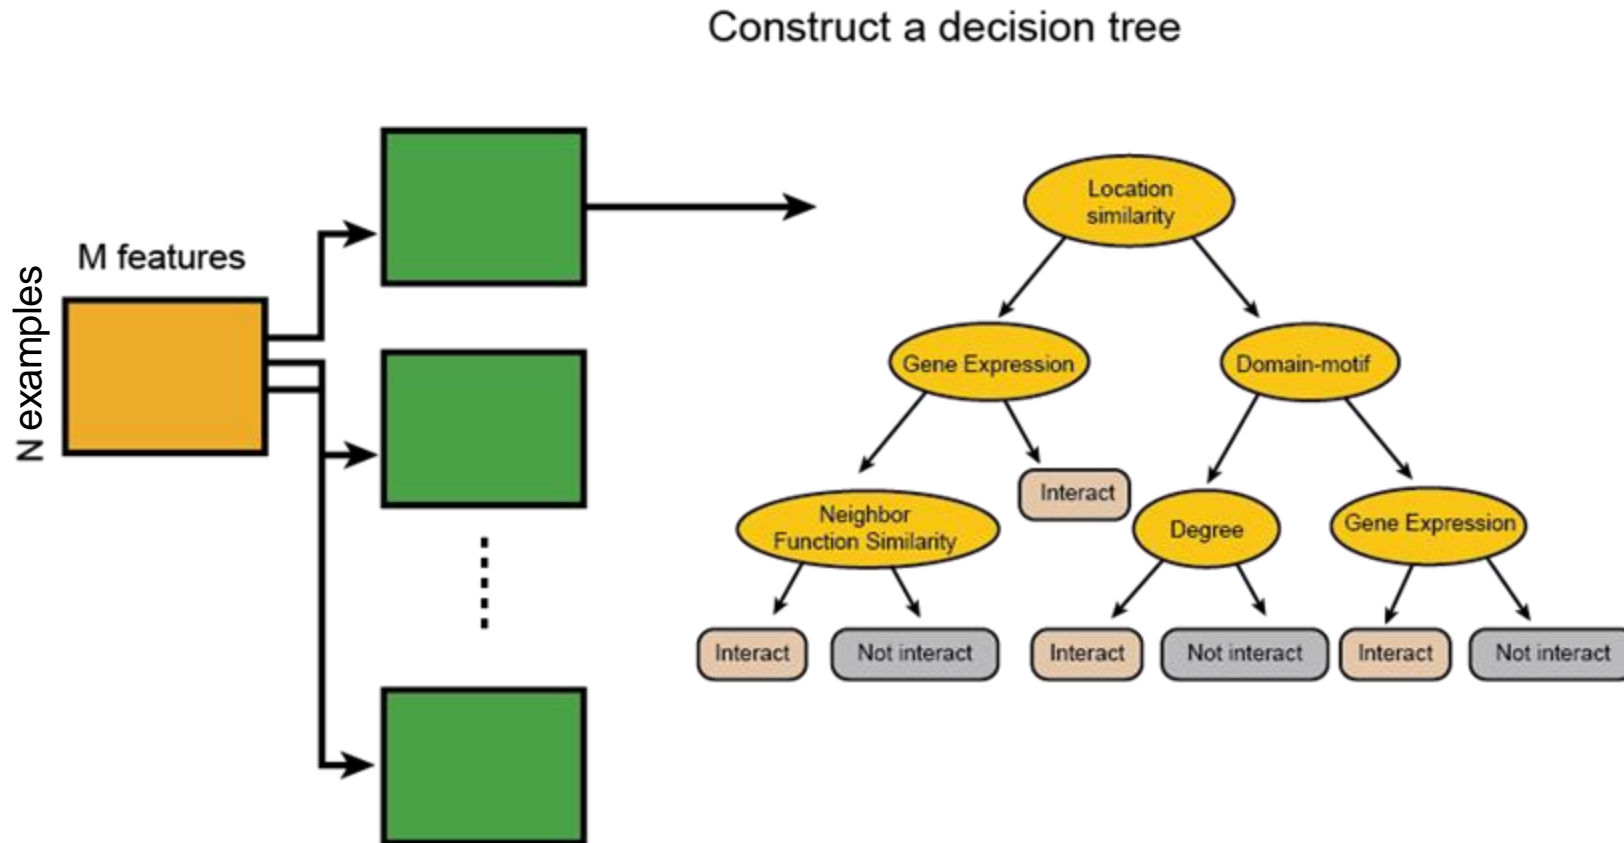 Construct a decision tree
M features
N examples
Location
similarity
Gene Expression
Domain-motif
Interact
Neighbor
Function Similarity
Degree
Gene Expression
Interact
Not interact
Interact
Not interact
Interact
Not interact